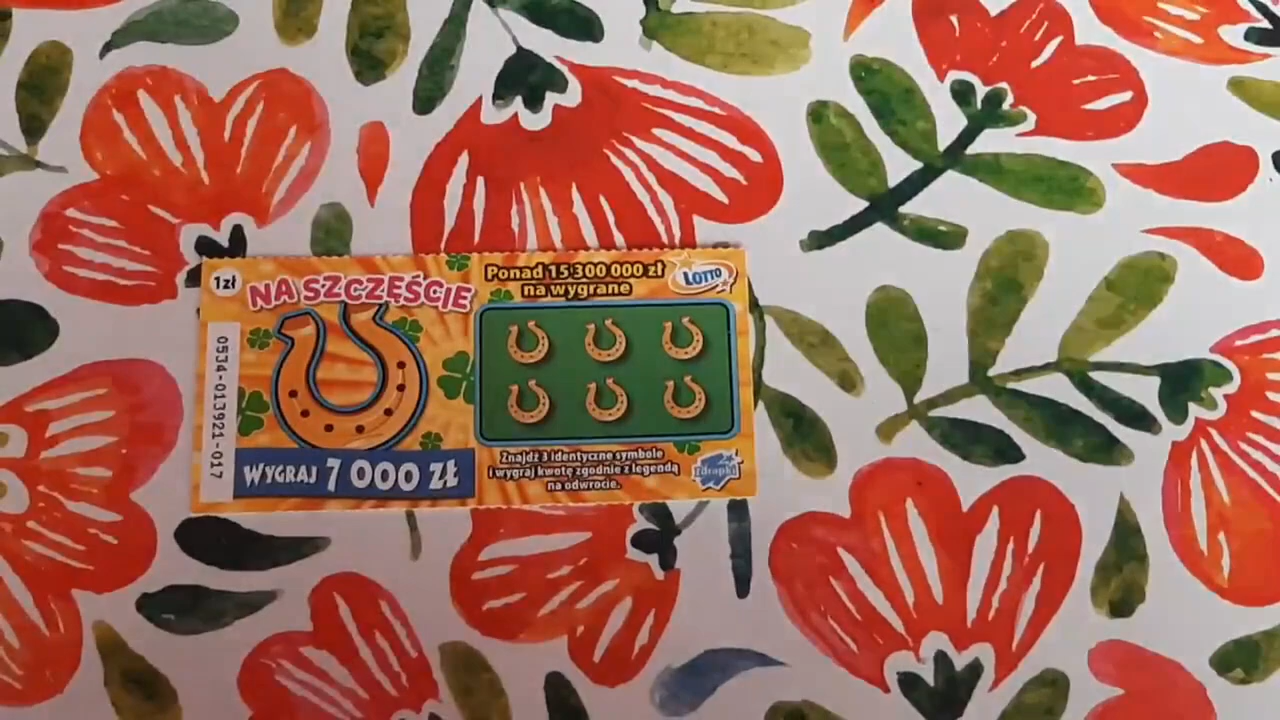 1zł
NA SZCZĘŚCIE
0534-013921-017
WYGRAJ 7 000 ZŁ
Ponad 15 300 000 zł
na wygrane
LOTTO
Znajdź 3 identyczne symbole
i wygraj kwotę zgodnie z legendą
na odwrocie.
zdrapki